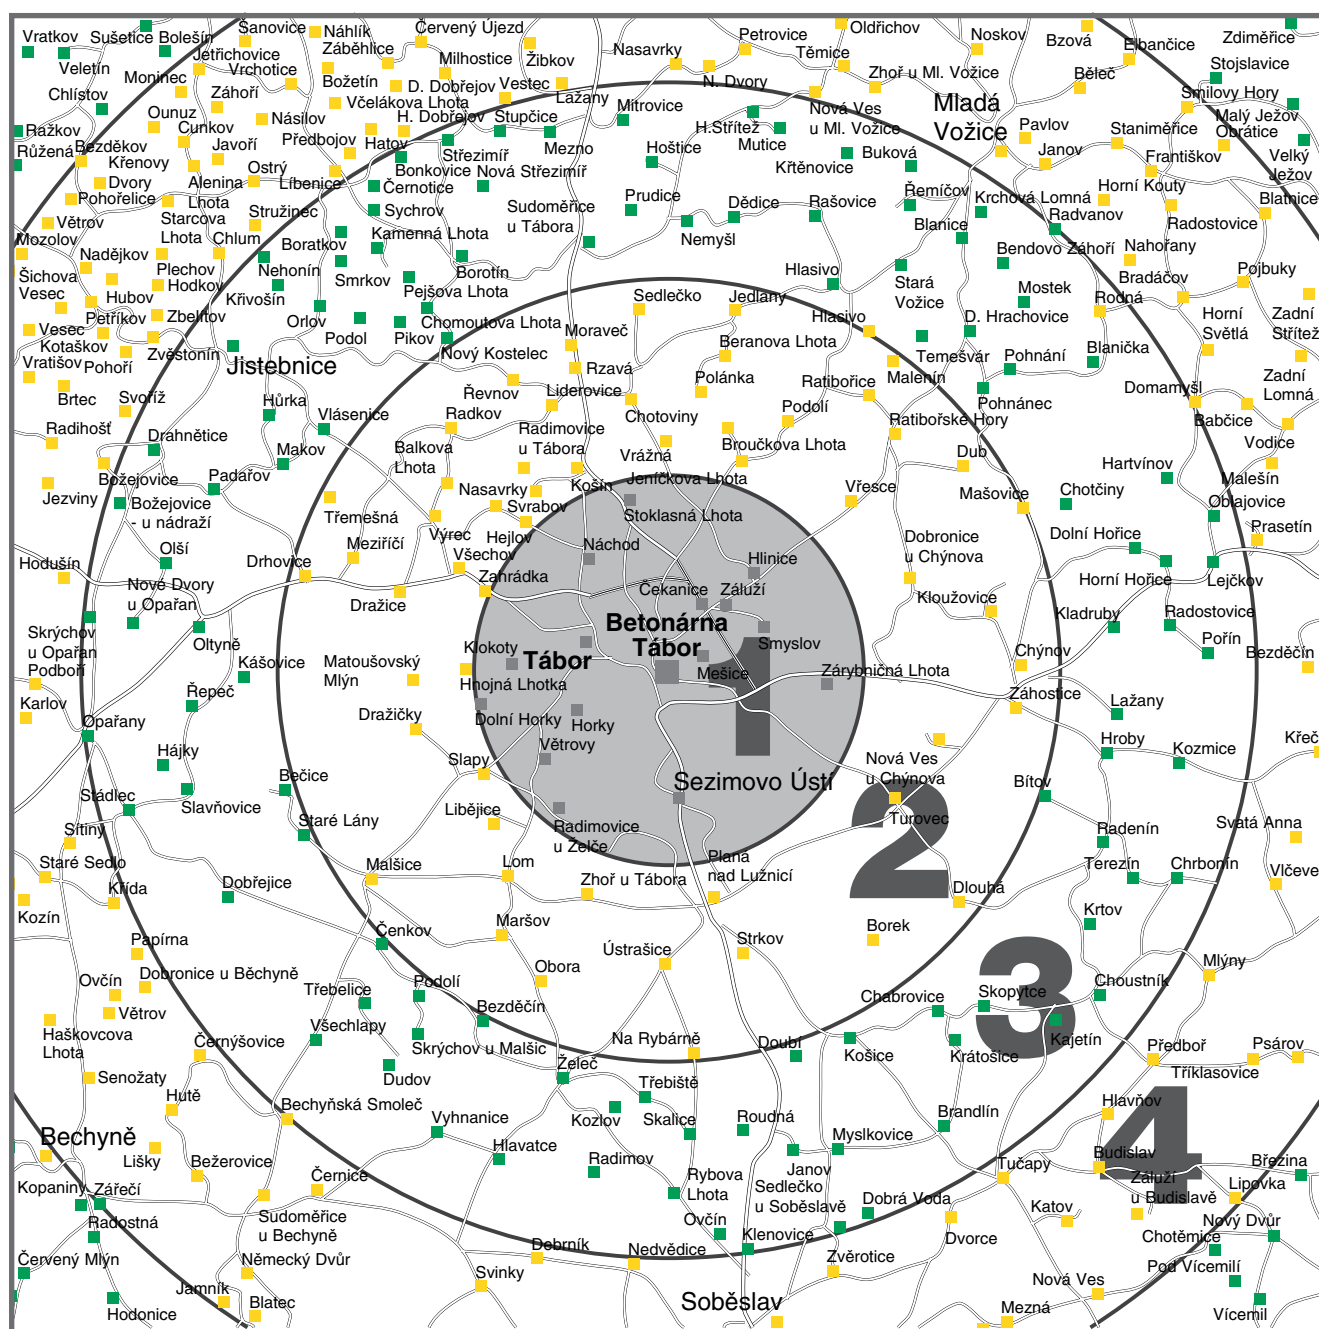 Vratkov
Sušetice
Bolešín
Šanovice
Náhlík
Záběhlice
Červený Újezd
Nasavrky
Petrovice
Oldřichov
Těmice
Noskov
Bzová
Elbančice
Zdiměřice
Veletín
Jetřichovice
Vrchotice
Moninec
Božetín
Milhostice
Žibkov
N. Dvory
Zhoř u Ml. Vožice
Běleč
Stojslavice
Chlístov
Záhoří
D. Dobřejov
Vestec
Lažany
Mitrovice
Nová Ves
u Ml. Vožice
Mladá
Vožice
Smilovy Hory
Malý Ježov
Obrátice
Ounuz
Násilov
Včelákova Lhota
H. Dobřejov
Stupčice
H.Střítež
Mutice
Pavlov
Staniměřice
Ražkov
Cunkov
Předbojov
Hatov
Růžená
Bezděkov
Javoří
Střezimíř
Mezno
Hoštice
Křtěnovice
Buková
Janov
Františkov
Velký
Ježov
Křenovy
Ostrý
Bonkovice
Nová Střezimíř
Dvory
Alenina
Lhota
Líbenice
Černotice
Prudice
Řemíčov
Krchová Lomná
Horní Kouty
Blatnice
Pohořelice
Starcova
Lhota
Stružinec
Sychrov
Sudoměřice
u Tábora
Dědice
Rašovice
Radvanov
Radostovice
Větrov
Mozolov
Chlum
Boratkov
Kamenná Lhota
Nemyšl
Blanice
Bendovo Záhoří
Nahořany
Nadějkov
Plechov
Hodkov
Nehonín
Smrkov
Borotín
Hlasivo
Stará
Vožice
Bradáčov
Pojbuky
Šichova
Vesec
Hubov
Křivošín
Pejšova Lhota
Sedlečko
Jedlany
Mostek
Rodná
Horní
Světlá
Zadní
Střítež
Petříkov
Zbelítov
Orlov
Podol
Pikov
Chomoutova Lhota
Moraveč
Hlasivo
D. Hrachovice
Vesec
Kotaškov
Zvěstonín
Nový Kostelec
Beranova Lhota
Temešvár
Pohnání
Blanička
Vratišov
Pohoří
Jistebnice
Rzavá
Polánka
Ratibořice
Malenín
Domamyšl
Zadní
Lomná
Brtec
Svoříž
Hůrka
Vlásenice
Řevnov
Liderovice
Chotoviny
Podolí
Pohnánec
Babčice
Radihošť
Drahnětice
Radkov
Radimovice
u Tábora
Broučkova Lhota
Ratibořské Hory
Vodice
Makov
Balkova
Lhota
Vrážná
Dub
Hartvínov
Malešín
Jezviny
Božejovice
Padařov
Nasavrky
Košín
Jeníčkova Lhota
Vřesce
Mašovice
Chotčiny
Oblajovice
Božejovice
- u nádraží
Třemešná
Svrabov
Stoklasná Lhota
Prasetín
Meziříčí
Výrec
Hejlov
Náchod
Dobronice
u Chýnova
Dolní Hořice
Olší
Drhovice
Všechov
Hlinice
Hodušín
Zahrádka
Horní Hořice
Lejčkov
Nové Dvory
u Opařan
Dražice
Čekanice
Záluží
Kloužovice
Kladruby
Radostovice
Skrýchov
u Opařan
Oltyně
Betonárna
Tábor
Smyslov
Pořín
Podboří
Kášovice
Matoušovský
Mlýn
Klokoty
Tábor
Mešice
1
Zárybničná Lhota
Chýnov
Bezděčín
Karlov
Řepeč
Hnojná Lhotka
Záhostice
Lažany
Opařany
Dražičky
Dolní Horky
Horky
Hroby
Kozmice
Křeč
Hájky
Slapy
Větrovy
Nová Ves
u Chýnova
Bečice
Sezimovo Ústí
Bítov
Stádlec
Slavňovice
Libějice
2
Turovec
Sítiny
Staré Lány
Radimovice
u Želče
Radenín
Svatá Anna
Staré Sedlo
Malšice
Lom
Planá
nad Lužnicí
Terezín
Chrbonín
Křída
Dobřejice
Zhoř u Tábora
Dlouhá
Vlčeve
Kozín
Čenkov
Maršov
Borek
Krtov
Papírna
Ústrašice
Strkov
Mlýny
Dobronice u Běchyně
Ovčín
Podolí
Obora
3
Choustník
Třebelice
Skopytce
Větrov
Bezděčín
Chabrovice
Haškovcova
Lhota
Všechlapy
Na Rybárně
Kajetín
Černýšovice
Skrýchov u Malšic
Doubí
Košice
Krátošice
Předboř
Psárov
Senožaty
Dudov
Želeč
Třebiště
Tříklasovice
Hutě
Bechyňská Smoleč
Vyhnanice
Kozlov
Skalice
Roudná
Brandlín
Hlavňov
4
Bechyně
Hlavatce
Myslkovice
Budislav
Lišky
Bežerovice
Radimov
Janov
Tučapy
Březina
Kopaniny
Zářečí
Černice
Rybova
Lhota
Sedlečko
u Soběslavě
Záluží
u Budislavě
Lipovka
Radostná
Sudoměřice
u Bechyně
Ovčín
Dobrá Voda
Katov
Nový Dvůr
Debrník
Nedvědice
Klenovice
Dvorce
Chotěmice
Červený Mlýn
Německý Dvůr
Zvěrotice
Pod Vícemilí
Jamník
Svinky
Nová Ves
Hodonice
Blatec
Soběslav
Mezná
Vícemil